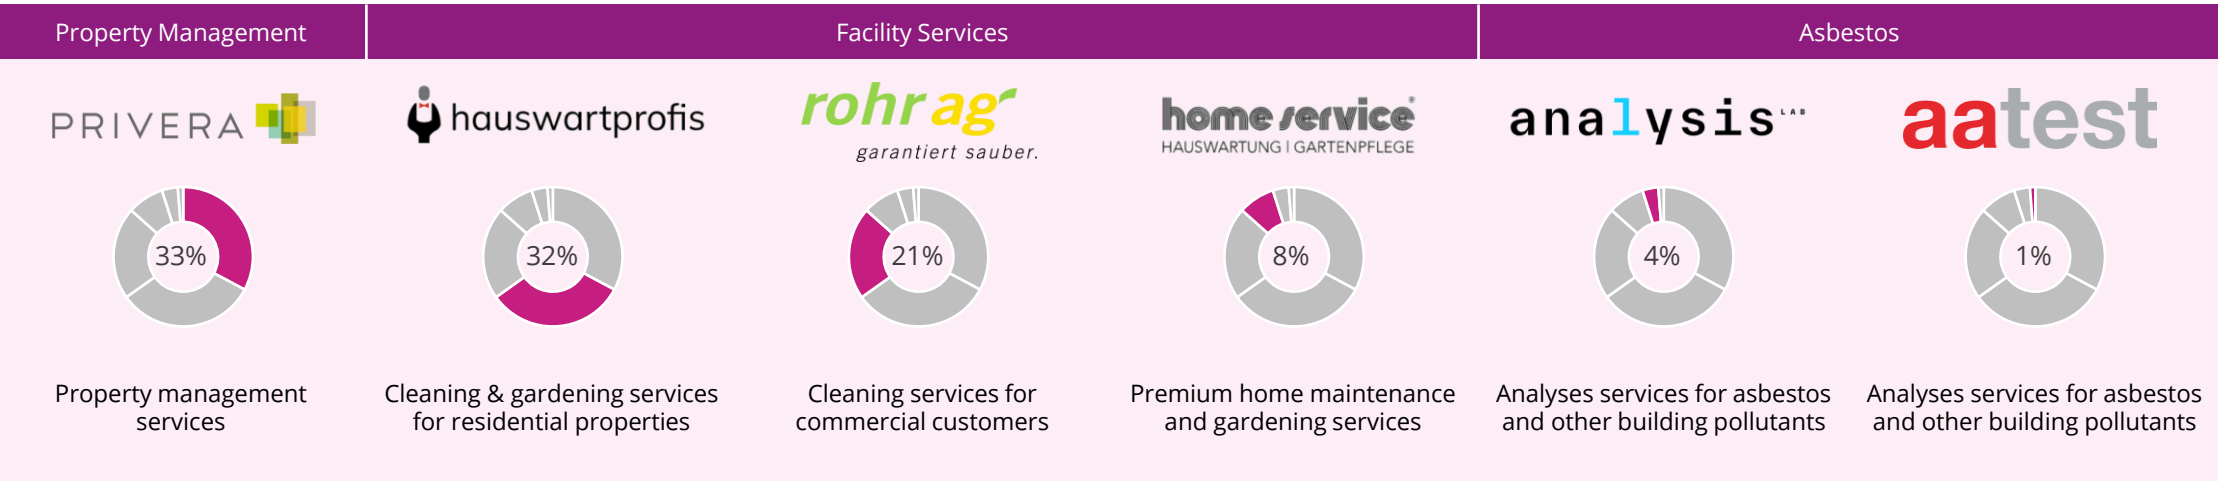 Property Management
Facility Services
Asbestos
PRIVERA
hauswartprofis
rohr ag
garantiert sauber.
home service®
HAUSWARTUNG | GARTENPFLEGE
analysis LAB
aatest
33%
32%
21%
8%
4%
1%
Property management
services
Cleaning & gardening services
for residential properties
Cleaning services for
commercial customers
Premium home maintenance
and gardening services
Analyses services for asbestos
and other building pollutants
Analyses services for asbestos
and other building pollutants